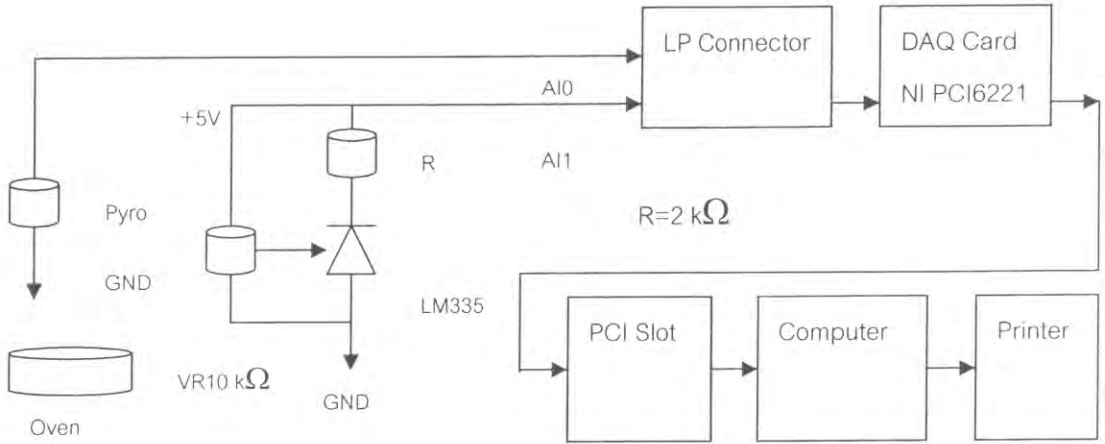 LP Connector
DAQ Card
NI PCI6221
AI0
+5V
R
AI1
Pyro
R=2 kΩ
GND
LM335
PCI Slot
Computer
Printer
VR10 kΩ
GND
Oven